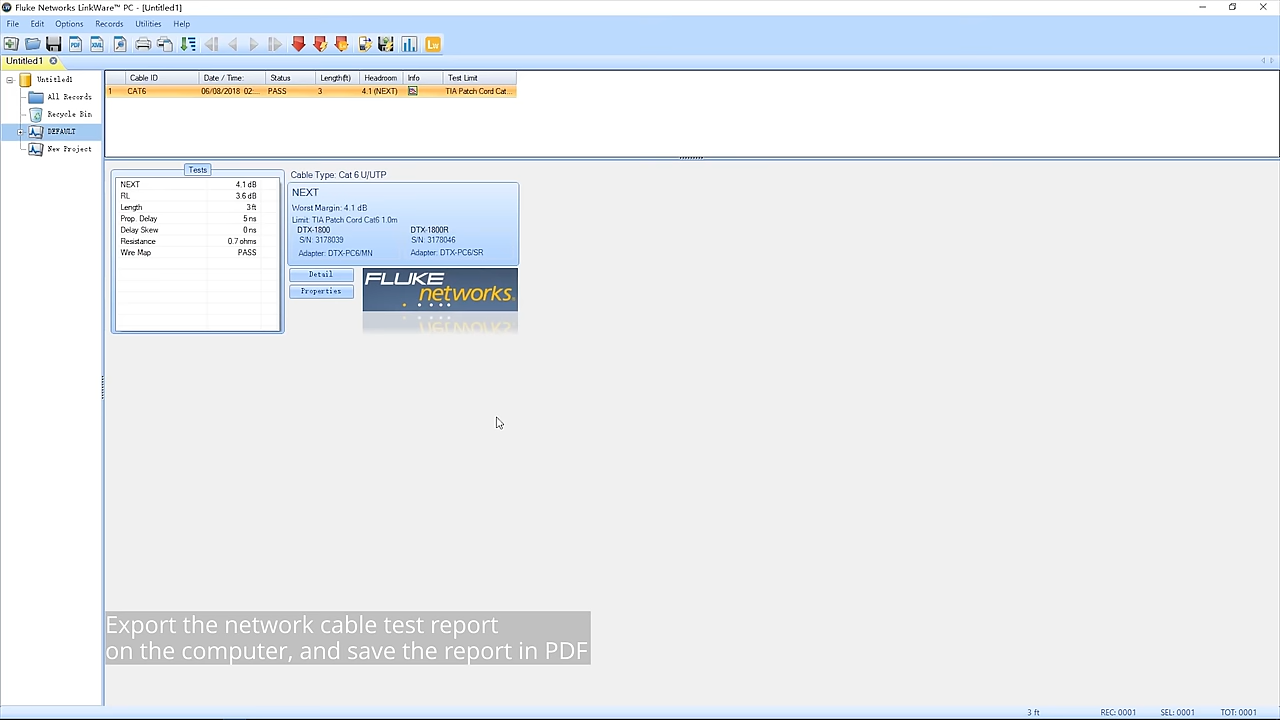 Fluke Networks LinkWare™ PC - [Untitled1]
File Edit Options Records Utilities Help
PDF XML Lw
Untitled1
Untitled1
All Records
Recycle Bin
DEFAULT
New Project
Cable ID Date / Time: Status Length(ft) Headroom Info Test Limit
1 CAT6 06/08/2018 02:... PASS 3 4.1 (NEXT) TIA Patch Cord Cat...
Tests
NEXT 4.1 dB
RL 3.6 dB
Length 3 ft
Prop. Delay 5 ns
Delay Skew 0 ns
Resistance 0.7 ohms
Wire Map PASS
Cable Type: Cat 6 U/UTP
NEXT
Worst Margin: 4.1 dB
Limit: TIA Patch Cord Cat6 1.0m
DTX-1800 DTX-1800R
S/N: 3178039 S/N: 3178046
Adapter: DTX-PC6/MN Adapter: DTX-PC6/SR
Detail
Properties
FLUKE
networks.
Export the network cable test report
on the computer, and save the report in PDF
3 ft REC: 0001 SEL: 0001 TOT: 0001